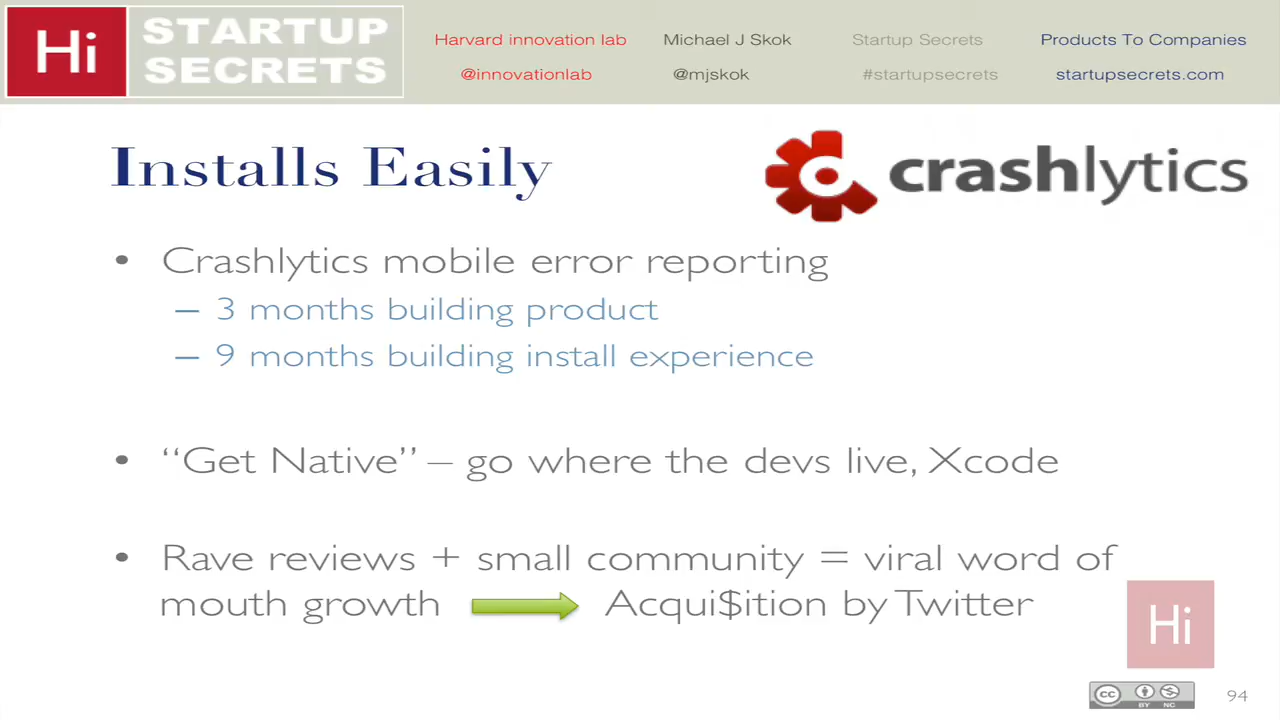 Hi
STARTUP
SECRETS
Harvard innovation lab
@innovationlab
Michael J Skok
@mjskok
Startup Secrets
#startupsecrets
Products To Companies
startupsecrets.com
Installs Easily
crashlytics
• Crashlytics mobile error reporting
– 3 months building product
– 9 months building install experience
• “Get Native” – go where the devs live, Xcode
• Rave reviews + small community = viral word of
mouth growth Acqui$ition by Twitter
Hi
cc BY NC
94